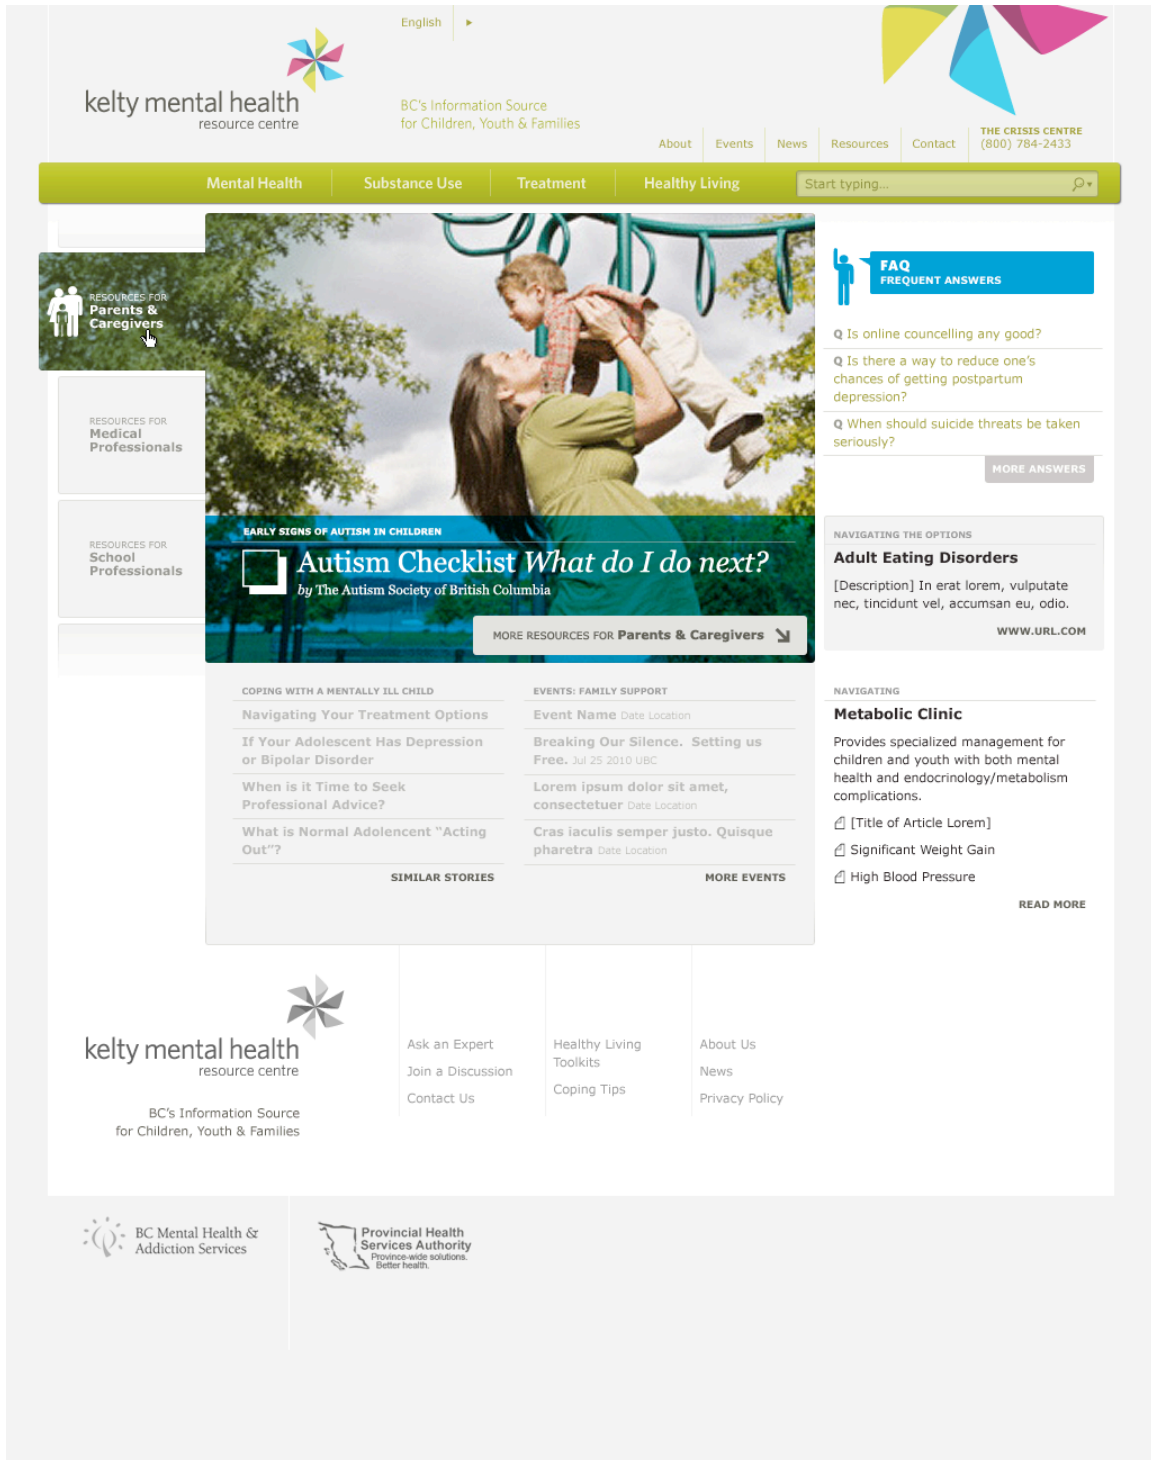 English
kelty mental health
resource centre
BC's Information Source
for Children, Youth & Families
About
Events
News
Resources
Contact
THE CRISIS CENTRE
(800) 784-2433
Mental Health
Substance Use
Treatment
Healthy Living
Start typing...
RESOURCES FOR
Parents &
Caregivers
RESOURCES FOR
Medical
Professionals
RESOURCES FOR
School
Professionals
EARLY SIGNS OF AUTISM IN CHILDREN
Autism Checklist What do I do next?
by The Autism Society of British Columbia
MORE RESOURCES FOR Parents & Caregivers
COPING WITH A MENTALLY ILL CHILD
Navigating Your Treatment Options
If Your Adolescent Has Depression
or Bipolar Disorder
When is it Time to Seek
Professional Advice?
What is Normal Adolencent "Acting
Out"?
SIMILAR STORIES
EVENTS: FAMILY SUPPORT
Event Name Date Location
Breaking Our Silence. Setting us
Free. Jul 25 2010 UBC
Lorem ipsum dolor sit amet,
consectetuer Date Location
Cras iaculis semper justo. Quisque
pharetra Date Location
MORE EVENTS
FAQ
FREQUENT ANSWERS
Q Is online councelling any good?
Q Is there a way to reduce one's
chances of getting postpartum
depression?
Q When should suicide threats be taken
seriously?
MORE ANSWERS
NAVIGATING THE OPTIONS
Adult Eating Disorders
[Description] In erat lorem, vulputate
nec, tincidunt vel, accumsan eu, odio.
WWW.URL.COM
NAVIGATING
Metabolic Clinic
Provides specialized management for
children and youth with both mental
health and endocrinology/metabolism
complications.
[Title of Article Lorem]
Significant Weight Gain
High Blood Pressure
READ MORE
kelty mental health
resource centre
BC's Information Source
for Children, Youth & Families
Ask an Expert
Join a Discussion
Contact Us
Healthy Living
Toolkits
Coping Tips
About Us
News
Privacy Policy
BC Mental Health &
Addiction Services
Provincial Health
Services Authority
Province-wide solutions.
Better health.